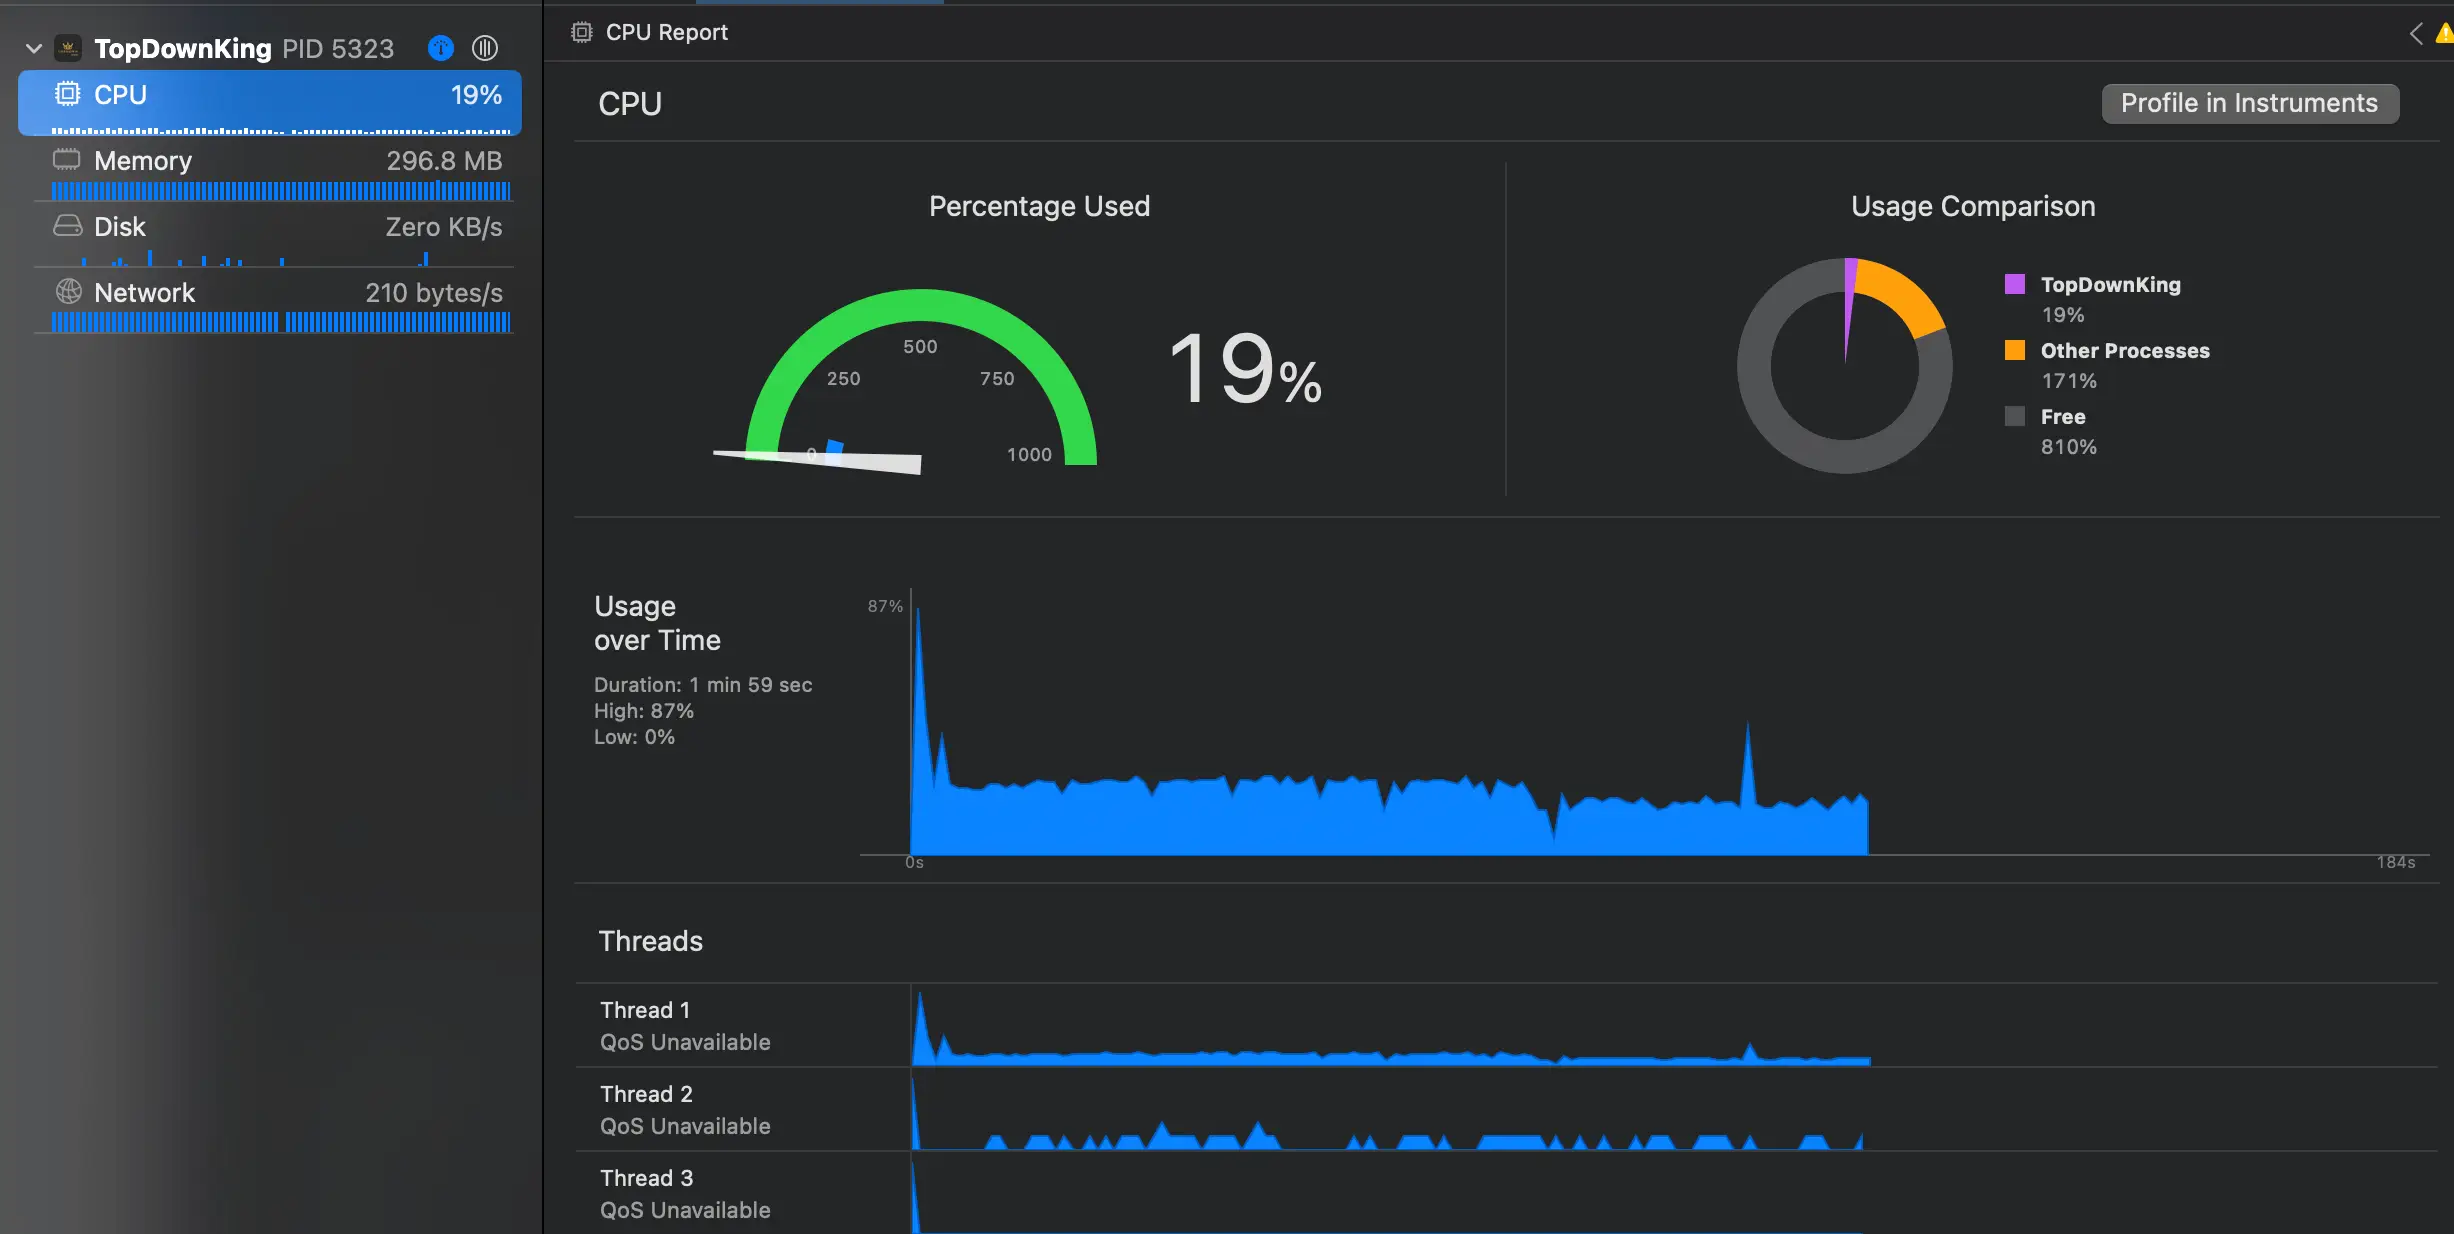 TopDownKing PID 5323
CPU 19%
Memory 296.8 MB
Disk Zero KB/s
Network 210 bytes/s
CPU Report
CPU
Profile in Instruments
Percentage Used
0
250
500
750
1000
19%
Usage Comparison
TopDownKing
19%
Other Processes
171%
Free
810%
Usage
over Time
Duration: 1 min 59 sec
High: 87%
Low: 0%
87%
0s
184s
Threads
Thread 1
QoS Unavailable
Thread 2
QoS Unavailable
Thread 3
QoS Unavailable